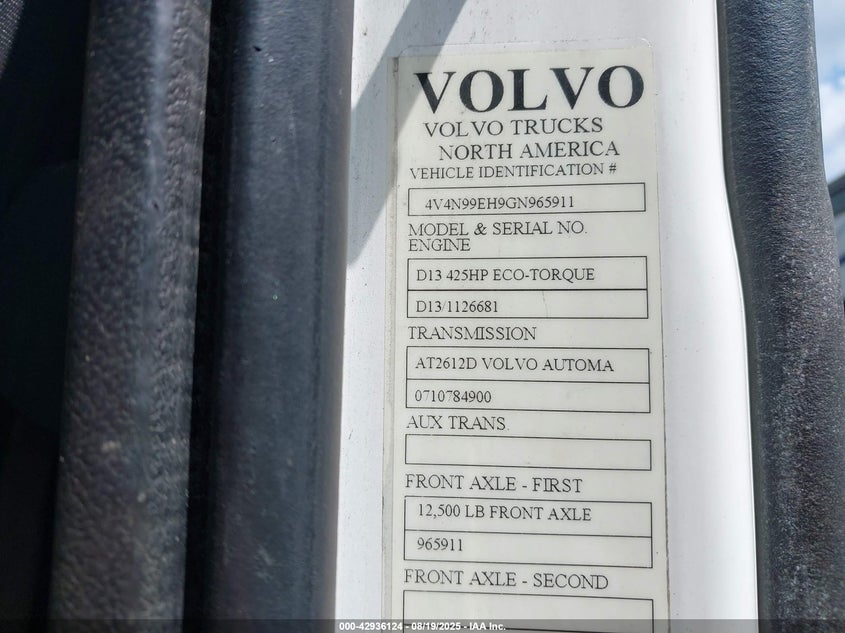 VOLVO
VOLVO TRUCKS
NORTH AMERICA
VEHICLE IDENTIFICATION #
4V4N99EH9GN965911
MODEL & SERIAL NO.
ENGINE
D13 425HP ECO-TORQUE
D13/1126681
TRANSMISSION
AT2612D VOLVO AUTOMA
0710784900
AUX TRANS.
FRONT AXLE - FIRST
12,500 LB FRONT AXLE
965911
FRONT AXLE - SECOND
000-42936124 - 08/19/2025 - IAA Inc.